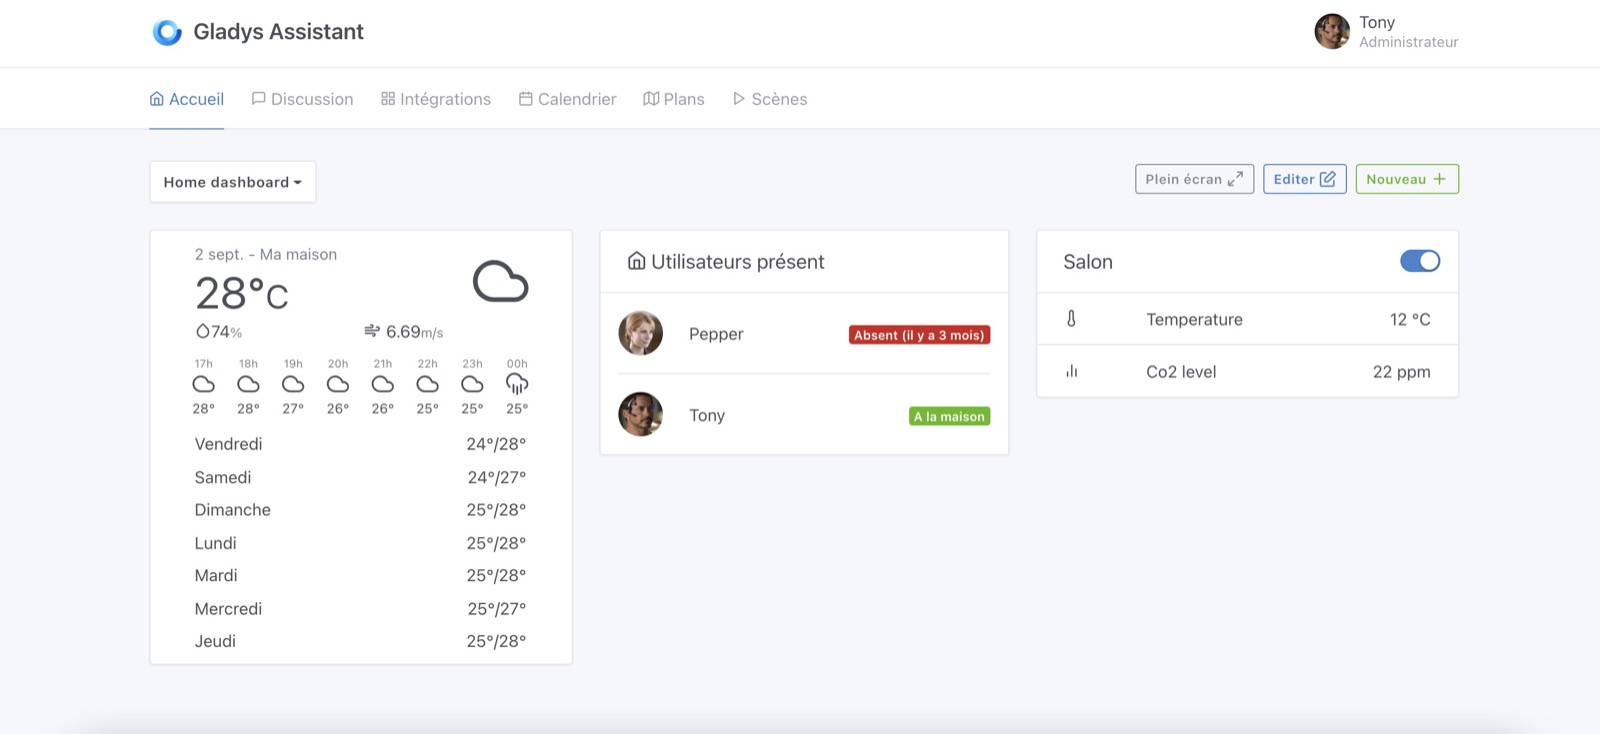 Gladys Assistant
Tony
Administrateur
Accueil Discussion Intégrations Calendrier Plans Scènes
Home dashboard
Plein écran Editer Nouveau
2 sept. - Ma maison
28°C
74% 6.69m/s
17h 18h 19h 20h 21h 22h 23h 00h
28° 28° 27° 26° 26° 25° 25° 25°
Vendredi 24°/28°
Samedi 24°/27°
Dimanche 25°/28°
Lundi 25°/28°
Mardi 25°/28°
Mercredi 25°/27°
Jeudi 25°/28°
Utilisateurs présent
Pepper Absent (il y a 3 mois)
Tony A la maison
Salon
Temperature 12 °C
Co2 level 22 ppm